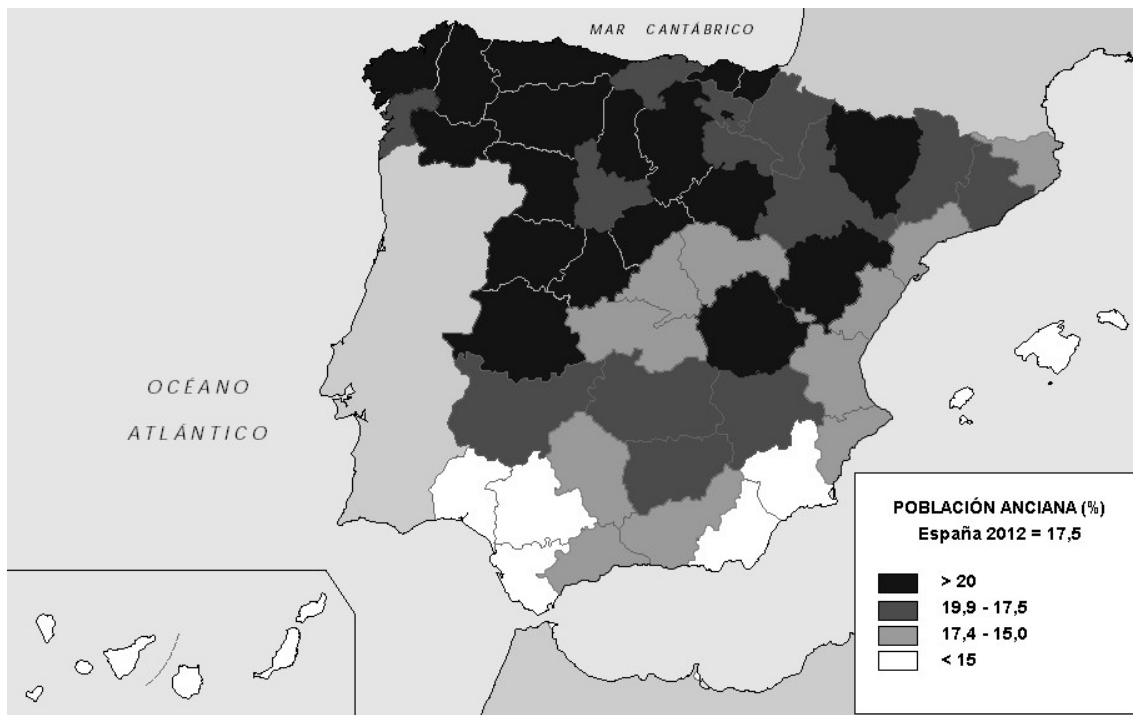 MAR CANTÁBRICO
OCÉANO
ATLÁNTICO
POBLACIÓN ANCIANA (%)
España 2012 = 17,5
> 20
19,9 - 17,5
17,4 - 15,0
< 15